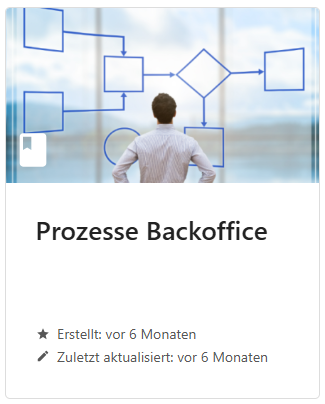 Prozesse Backoffice
Erstellt: vor 6 Monaten
Zuletzt aktualisiert: vor 6 Monaten